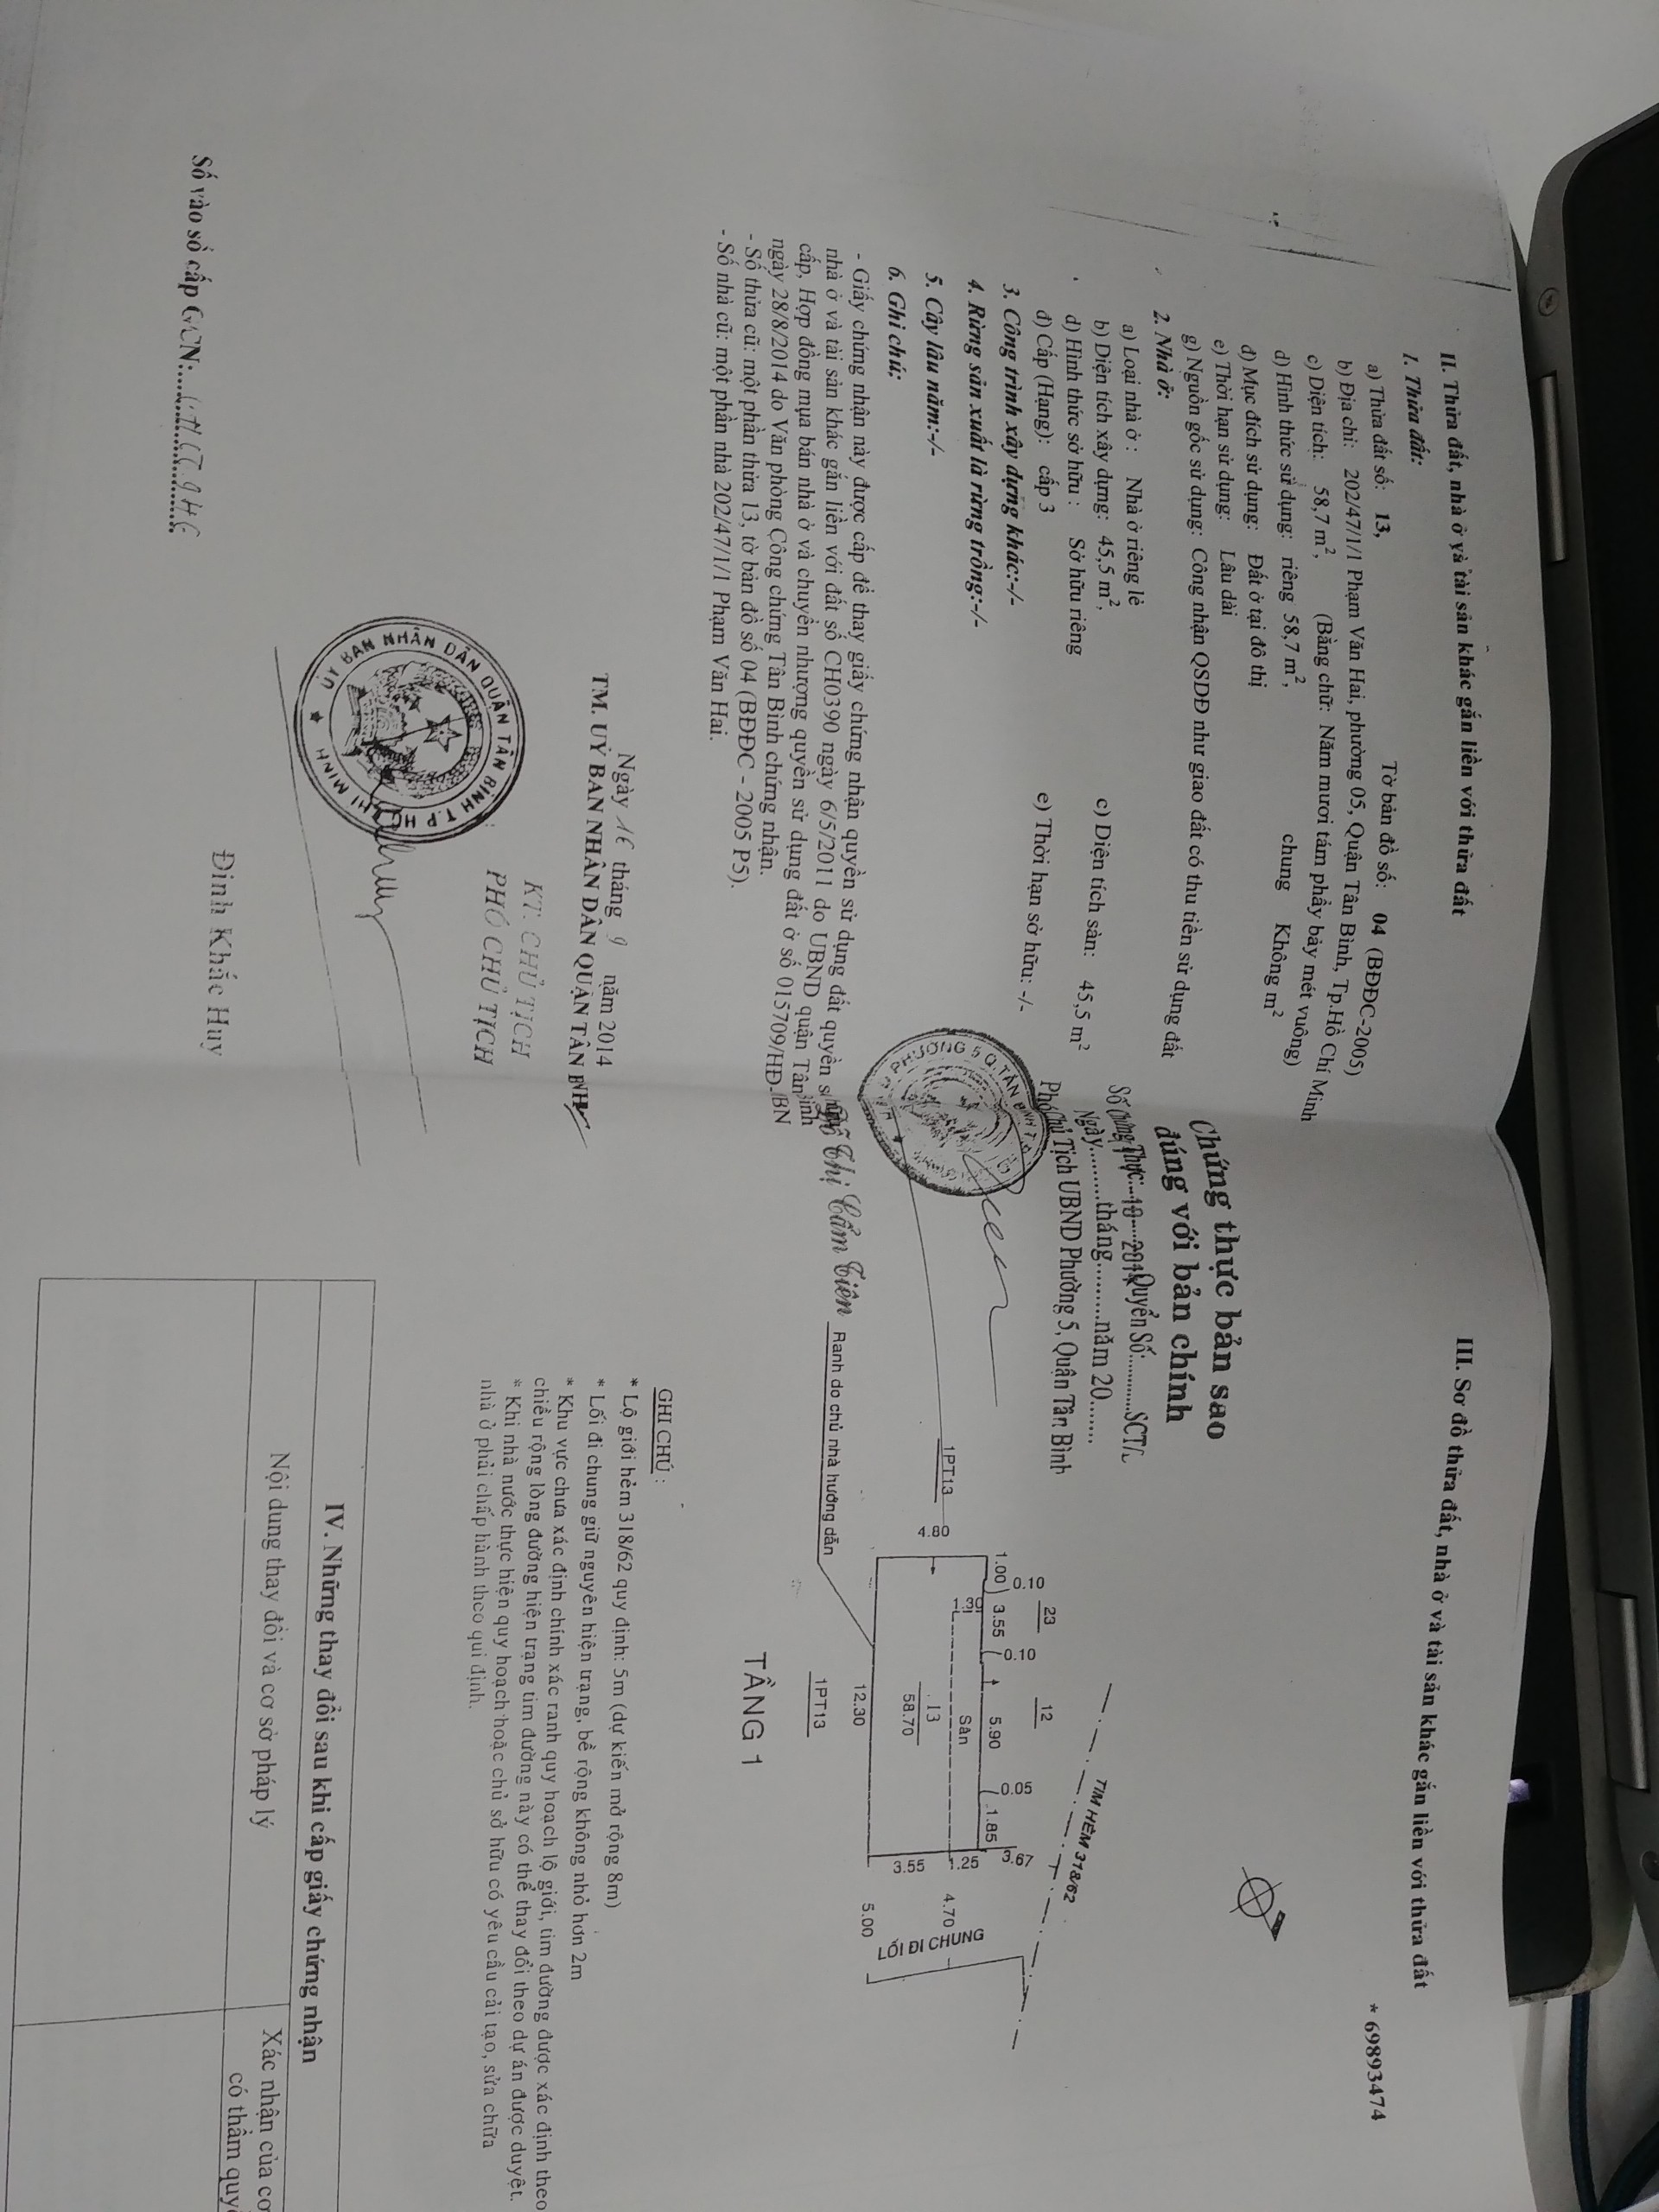 II. Thửa đất, nhà ở và tài sản khác gắn liền với thửa đất
1. Thửa đất:
a) Thửa đất số: 13, Tờ bản đồ số: 04 (BĐĐC-2005)
b) Địa chỉ: 202/47/1/1 Phạm Văn Hai, phường 05, Quận Tân Bình, Tp.Hồ Chí Minh
c) Diện tích: 58,7 m², (Bằng chữ: Năm mươi tám phẩy bảy mét vuông)
d) Hình thức sử dụng: riêng 58,7 m², chung Không m²
đ) Mục đích sử dụng: Đất ở tại đô thị
e) Thời hạn sử dụng: Lâu dài
g) Nguồn gốc sử dụng: Công nhận QSDĐ như giao đất có thu tiền sử dụng đất
2. Nhà ở:
a) Loại nhà ở : Nhà ở riêng lẻ
b) Diện tích xây dựng: 45,5 m², c) Diện tích sàn: 45,5 m²
d) Hình thức sở hữu : Sở hữu riêng
đ) Cấp (Hạng): cấp 3 e) Thời hạn sở hữu: -/-
3. Công trình xây dựng khác:-/-
4. Rừng sản xuất là rừng trồng:-/-
5. Cây lâu năm:-/-
6. Ghi chú:
- Giấy chứng nhận này được cấp để thay giấy chứng nhận quyền sử dụng đất quyền
nhà ở và tài sản khác gắn liền với đất số CH0390 ngày 6/5/2011 do UBND quận Tân
cấp, Hợp đồng mua bán nhà ở và chuyển nhượng quyền sử dụng đất ở số 015709/HĐ-
ngày 28/8/2014 do Văn phòng Công chứng Tân Bình chứng nhận.
- Số thửa cũ: một phần thửa 13, tờ bản đồ số 04 (BĐĐC - 2005 P5).
- Số nhà cũ: một phần nhà 202/47/1/1 Phạm Văn Hai.
Ngày 16 tháng 9 năm 2014
TM. UỶ BAN NHÂN DÂN QUẬN TÂN BÌNH
KT. CHỦ TỊCH
PHÓ CHỦ TỊCH
ỦY BAN NHÂN DÂN QUẬN TÂN BÌNH T.P HỒ CHÍ MINH
Đinh Khắc Huy
Số vào sổ cấp GCN:
Chứng thực bản sao
đúng với bản chính
Số Chứng Thực: Quyển Số:............SCT/
Ngày..........tháng..........năm 20......
Phó Chủ Tịch UBND Phường 5, Quận Tân Bình
PHƯỜNG 5 Q. TÂN BÌNH
Thị Cẩm Tiên
III. Sơ đồ thửa đất, nhà ở và tài sản khác gắn liền với thửa đất
* 69893474
TIM HẺM 318/62
23
12
0.10
0.10
0.05
1.00
3.55
5.90
1.85
1.30
Sân
13
58.70
1PT13
4.80
3.55
1.25
4.70
LỐI ĐI CHUNG
5.00
12.30
1PT13
Ranh do chủ nhà hướng dẫn
TẦNG 1
GHI CHÚ :
* Lộ giới hẻm 318/62 quy định: 5m (dự kiến mở rộng 8m)
* Lối đi chung giữ nguyên hiện trạng, bề rộng không nhỏ hơn 2m
* Khu vực chưa xác định chính xác ranh quy hoạch lộ giới, tim đường được xác định theo
chiều rộng lòng đường hiện trạng tim đường này có thể thay đổi theo dự án được duyệt.
* Khi nhà nước thực hiện quy hoạch hoặc chủ sở hữu có yêu cầu cải tạo, sửa chữa
nhà ở phải chấp hành theo qui định.
IV. Những thay đổi sau khi cấp giấy chứng nhận
Nội dung thay đổi và cơ sở pháp lý
Xác nhận của cơ
có thẩm quyề